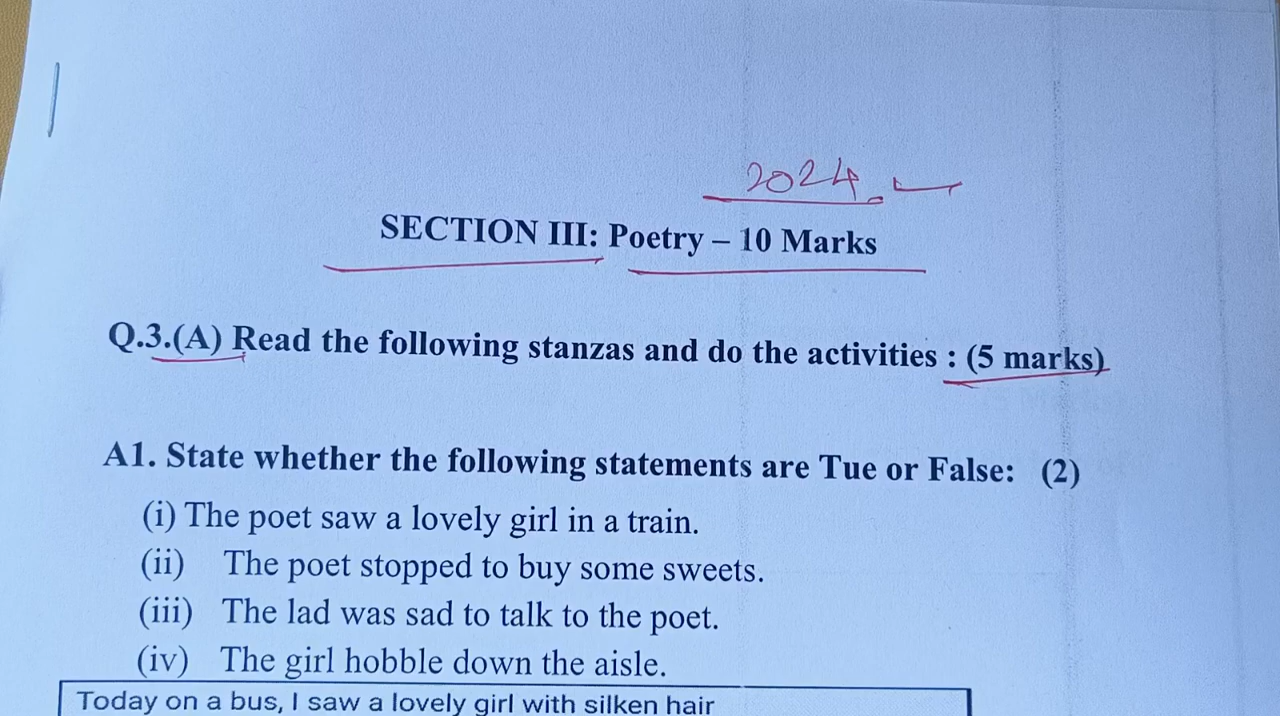 2024.
SECTION III: Poetry – 10 Marks
Q.3.(A) Read the following stanzas and do the activities : (5 marks)
A1. State whether the following statements are Tue or False: (2)
(i) The poet saw a lovely girl in a train.
(ii) The poet stopped to buy some sweets.
(iii) The lad was sad to talk to the poet.
(iv) The girl hobble down the aisle.
Today on a bus, I saw a lovely girl with silken hair